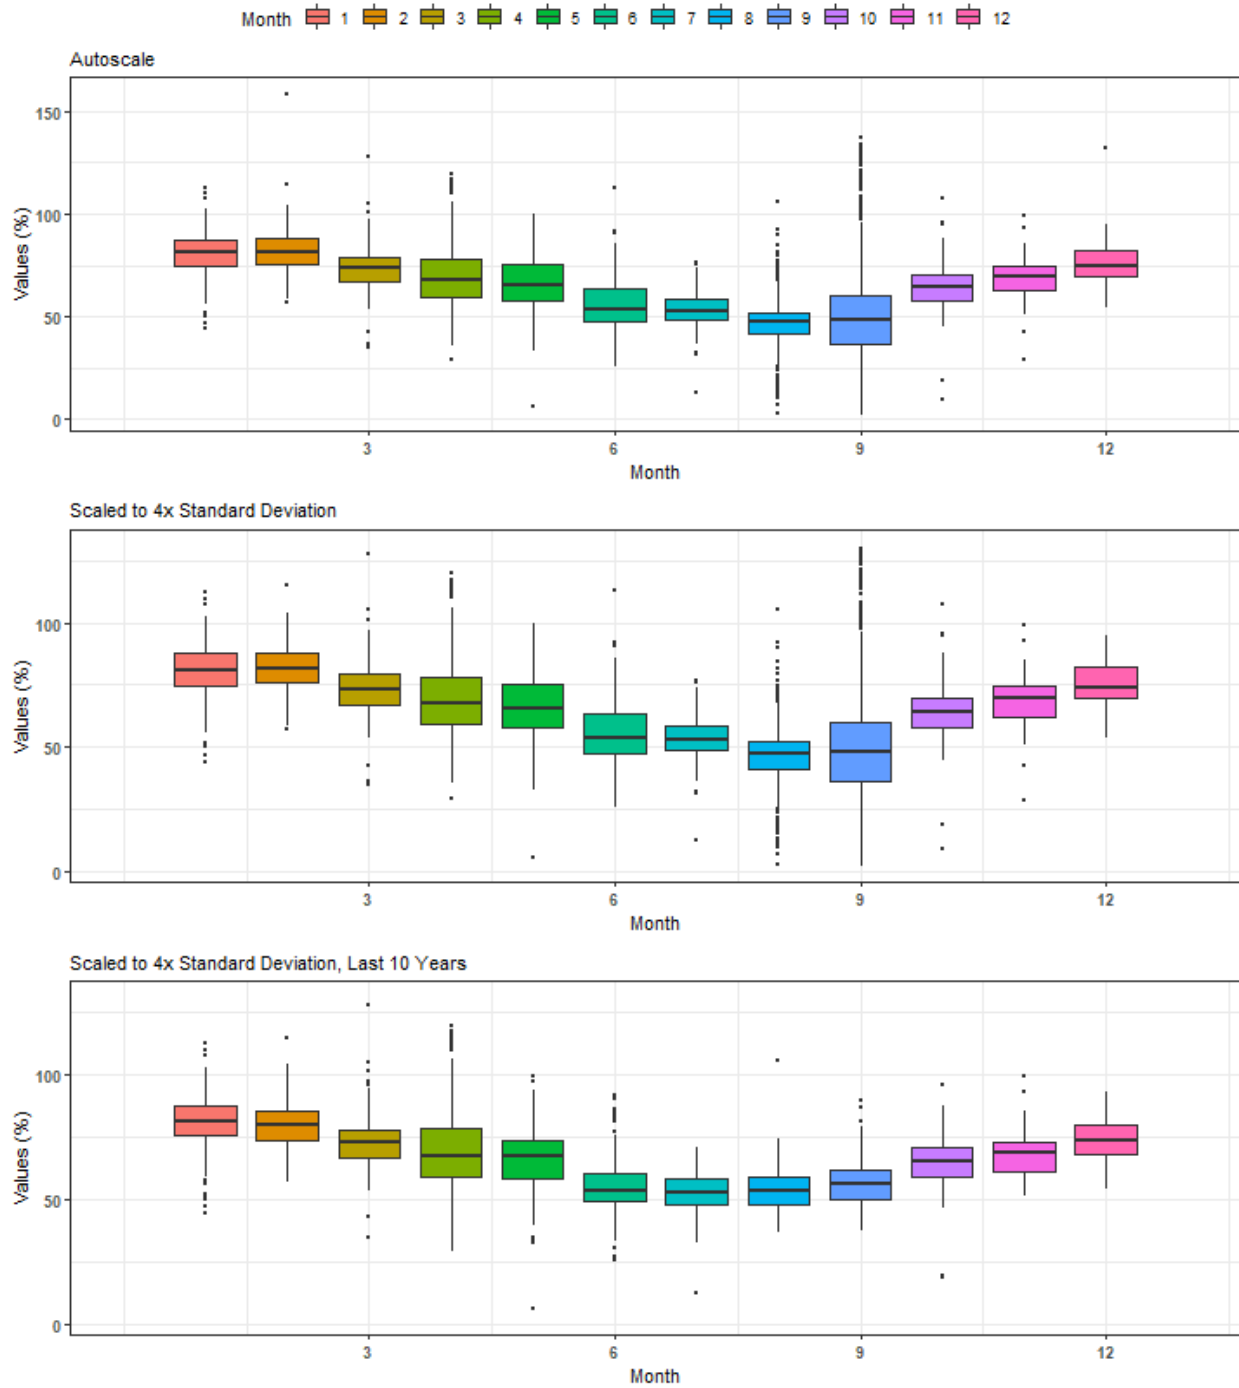 Month 1 2 3 4 5 6 7 8 9 10 11 12
Autoscale
150
100
50
0
Values (%)
3 6 9 12
Month
Scaled to 4x Standard Deviation
100
50
0
Values (%)
3 6 9 12
Month
Scaled to 4x Standard Deviation, Last 10 Years
100
50
0
Values (%)
3 6 9 12
Month